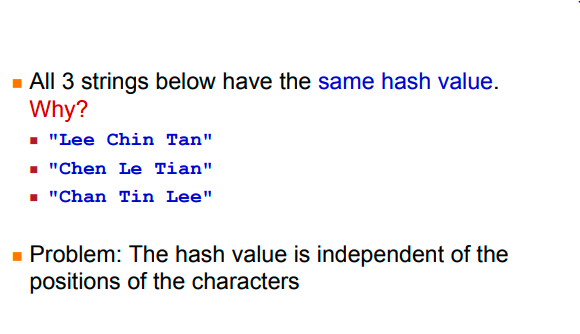 All 3 strings below have the same hash value.
Why?
"Lee Chin Tan"
"Chen Le Tian"
"Chan Tin Lee"
Problem: The hash value is independent of the
positions of the characters